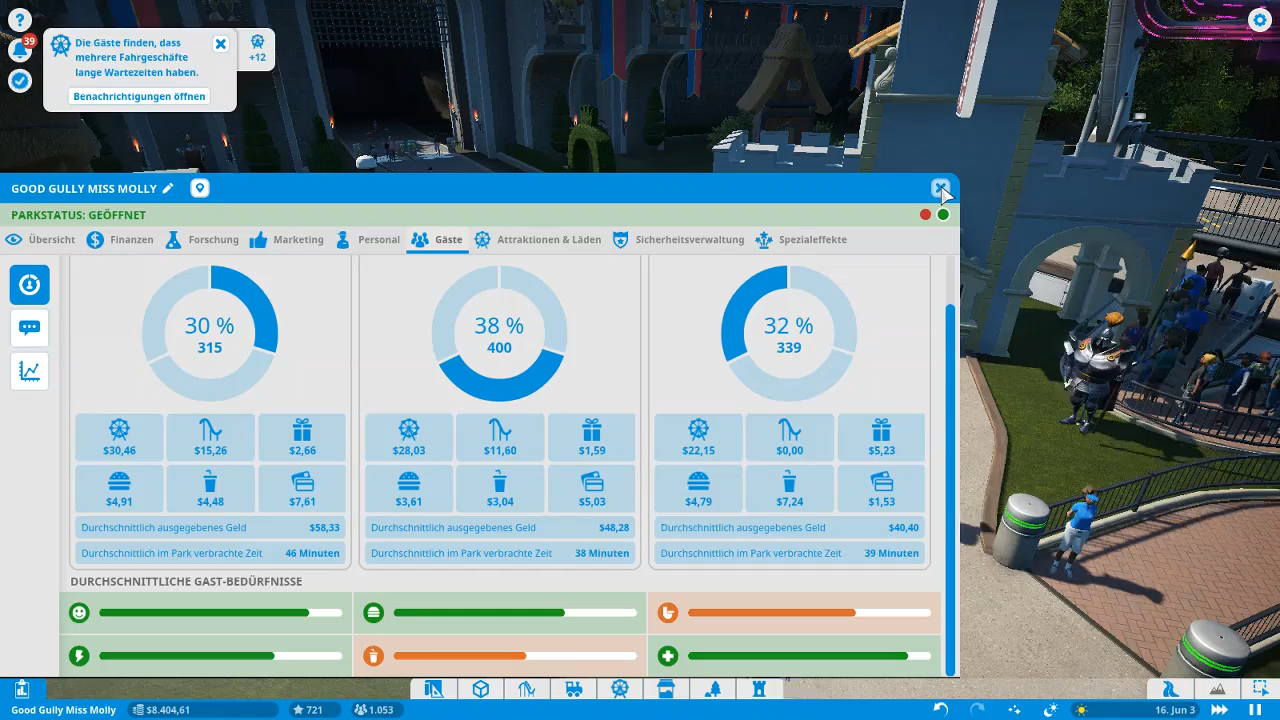 39
Die Gäste finden, dass
mehrere Fahrgeschäfte
lange Wartezeiten haben.
Benachrichtigungen öffnen
+12
GOOD GULLY MISS MOLLY
PARKSTATUS: GEÖFFNET
Übersicht Finanzen Forschung Marketing Personal Gäste Attraktionen & Läden Sicherheitsverwaltung Spezialeffekte
30 % 38 % 32 %
315 400 339
$30,46 $15,26 $2,66 $28,03 $11,60 $1,59 $22,15 $0,00 $5,23
$4,91 $4,48 $7,61 $3,61 $3,04 $5,03 $4,79 $7,24 $1,53
Durchschnittlich ausgegebenes Geld $58,33 Durchschnittlich ausgegebenes Geld $48,28 Durchschnittlich ausgegebenes Geld $40,40
Durchschnittlich im Park verbrachte Zeit 46 Minuten Durchschnittlich im Park verbrachte Zeit 38 Minuten Durchschnittlich im Park verbrachte Zeit 39 Minuten
DURCHSCHNITTLICHE GAST-BEDÜRFNISSE
Good Gully Miss Molly $8.404,61 721 1.053 16. Jun 3